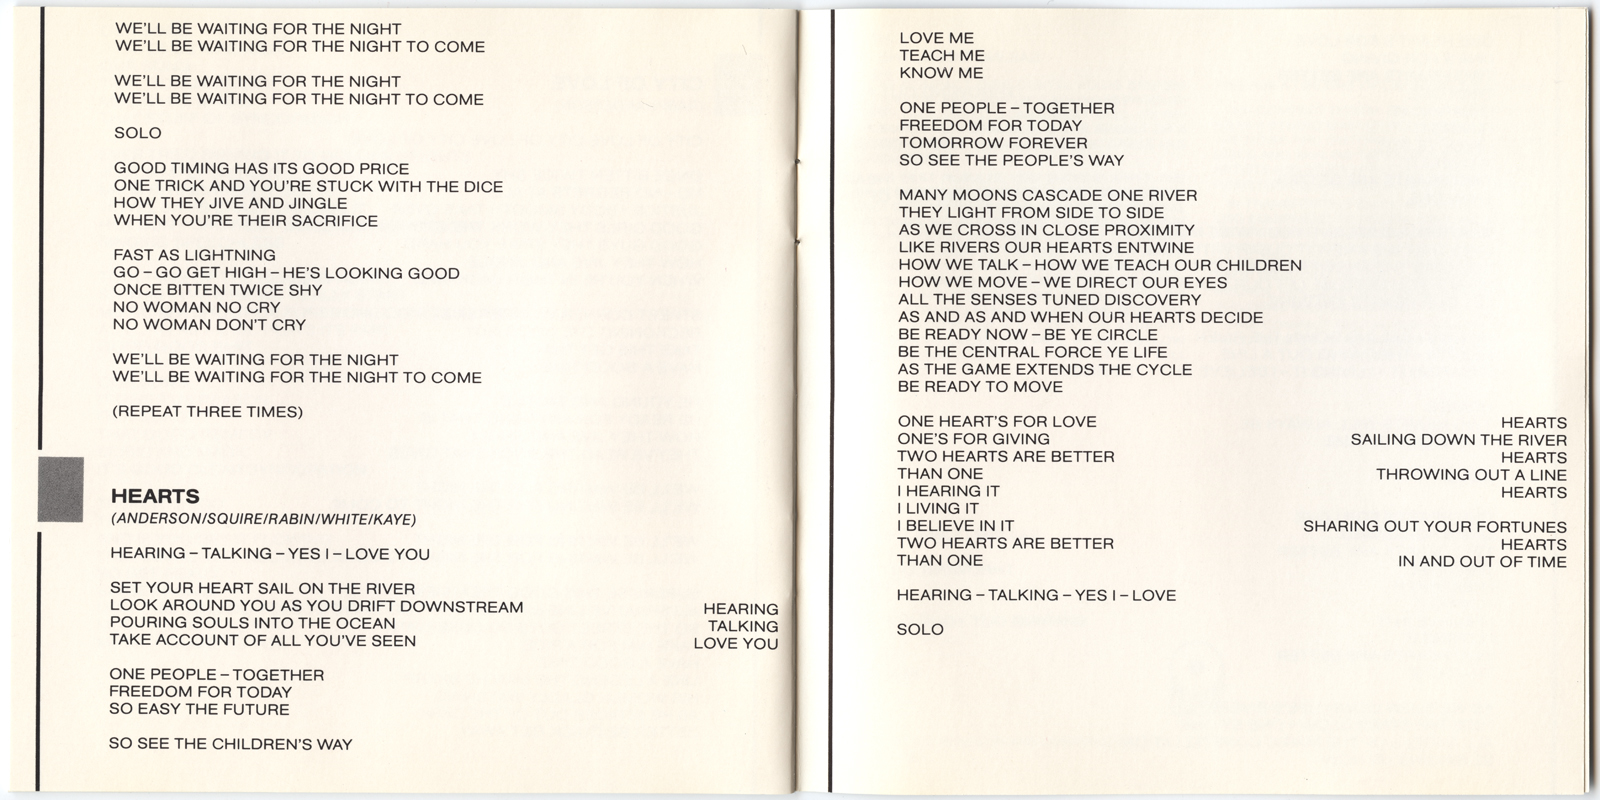 WE'LL BE WAITING FOR THE NIGHT
WE'LL BE WAITING FOR THE NIGHT TO COME
WE'LL BE WAITING FOR THE NIGHT
WE'LL BE WAITING FOR THE NIGHT TO COME
SOLO
GOOD TIMING HAS ITS GOOD PRICE
ONE TRICK AND YOU'RE STUCK WITH THE DICE
HOW THEY JIVE AND JINGLE
WHEN YOU'RE THEIR SACRIFICE
FAST AS LIGHTNING
GO – GO GET HIGH – HE'S LOOKING GOOD
ONCE BITTEN TWICE SHY
NO WOMAN NO CRY
NO WOMAN DON'T CRY
WE'LL BE WAITING FOR THE NIGHT
WE'LL BE WAITING FOR THE NIGHT TO COME
(REPEAT THREE TIMES)
HEARTS
(ANDERSON/SQUIRE/RABIN/WHITE/KAYE)
HEARING – TALKING – YES I – LOVE YOU
SET YOUR HEART SAIL ON THE RIVER
LOOK AROUND YOU AS YOU DRIFT DOWNSTREAM
POURING SOULS INTO THE OCEAN
TAKE ACCOUNT OF ALL YOU'VE SEEN
HEARING
TALKING
LOVE YOU
ONE PEOPLE – TOGETHER
FREEDOM FOR TODAY
SO EASY THE FUTURE
SO SEE THE CHILDREN'S WAY
LOVE ME
TEACH ME
KNOW ME
ONE PEOPLE – TOGETHER
FREEDOM FOR TODAY
TOMORROW FOREVER
SO SEE THE PEOPLE'S WAY
MANY MOONS CASCADE ONE RIVER
THEY LIGHT FROM SIDE TO SIDE
AS WE CROSS IN CLOSE PROXIMITY
LIKE RIVERS OUR HEARTS ENTWINE
HOW WE TALK – HOW WE TEACH OUR CHILDREN
HOW WE MOVE – WE DIRECT OUR EYES
ALL THE SENSES TUNED DISCOVERY
AS AND AS AND WHEN OUR HEARTS DECIDE
BE READY NOW – BE YE CIRCLE
BE THE CENTRAL FORCE YE LIFE
AS THE GAME EXTENDS THE CYCLE
BE READY TO MOVE
ONE HEART'S FOR LOVE
ONE'S FOR GIVING
TWO HEARTS ARE BETTER
THAN ONE
I HEARING IT
I LIVING IT
I BELIEVE IN IT
TWO HEARTS ARE BETTER
THAN ONE
HEARTS
SAILING DOWN THE RIVER
HEARTS
THROWING OUT A LINE
HEARTS
SHARING OUT YOUR FORTUNES
HEARTS
IN AND OUT OF TIME
HEARING – TALKING – YES I – LOVE
SOLO